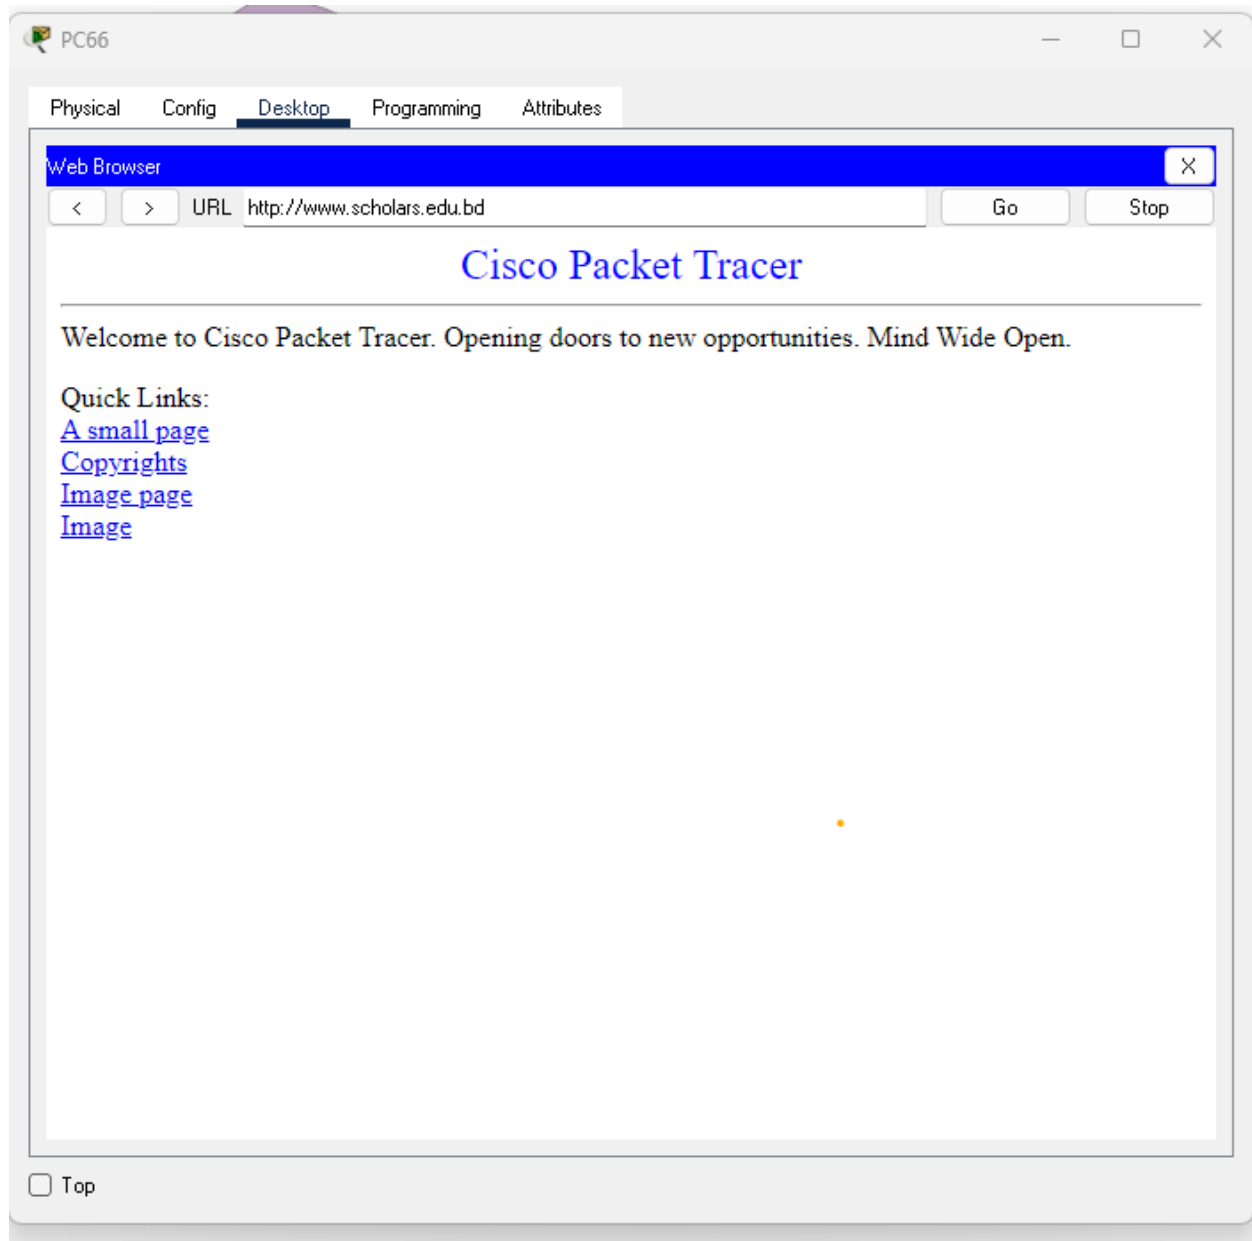 PC66
Physical Config Desktop Programming Attributes
Web Browser X
< > URL http://www.scholars.edu.bd Go Stop
Cisco Packet Tracer
Welcome to Cisco Packet Tracer. Opening doors to new opportunities. Mind Wide Open.
Quick Links:
A small page
Copyrights
Image page
Image
Top